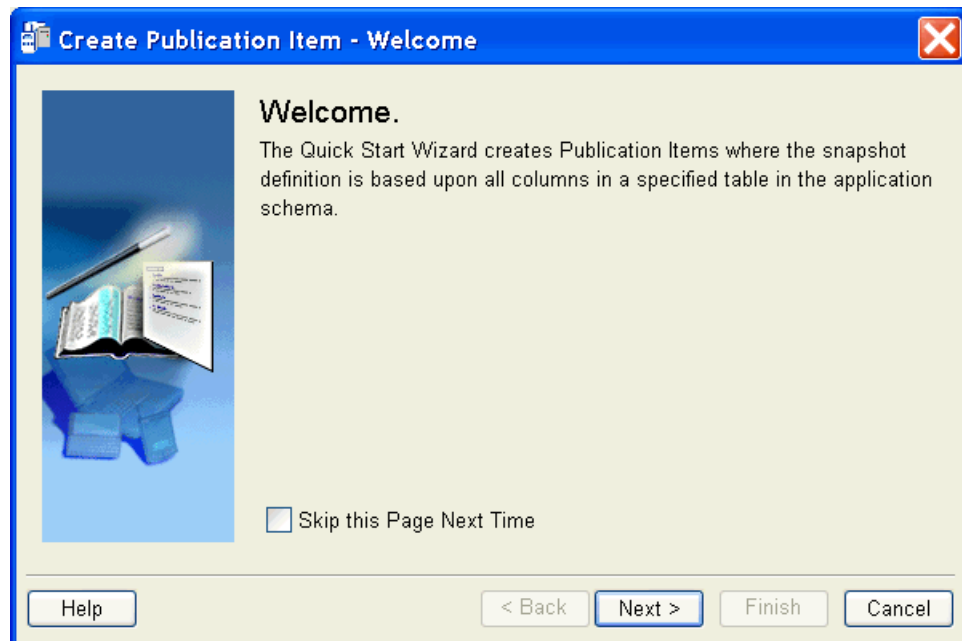 Create Publication Item - Welcome
Welcome.
The Quick Start Wizard creates Publication Items where the snapshot
definition is based upon all columns in a specified table in the application
schema.
Skip this Page Next Time
Help
< Back
Next >
Finish
Cancel